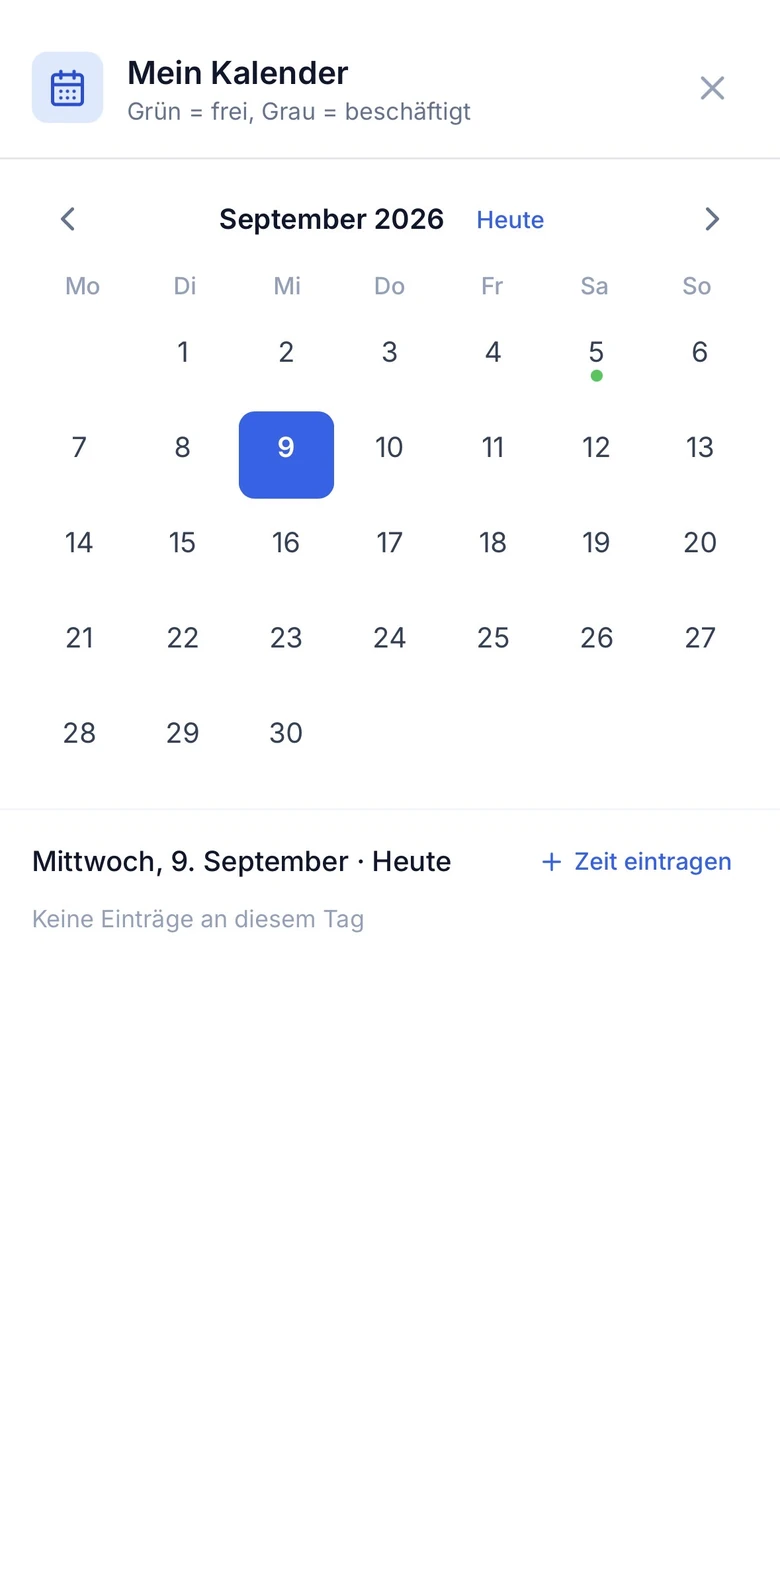 Mein Kalender
Grün = frei, Grau = beschäftigt
September 2026 Heute
Mo Di Mi Do Fr Sa So
1 2 3 4 5 6
7 8 9 10 11 12 13
14 15 16 17 18 19 20
21 22 23 24 25 26 27
28 29 30
Mittwoch, 9. September · Heute + Zeit eintragen
Keine Einträge an diesem Tag